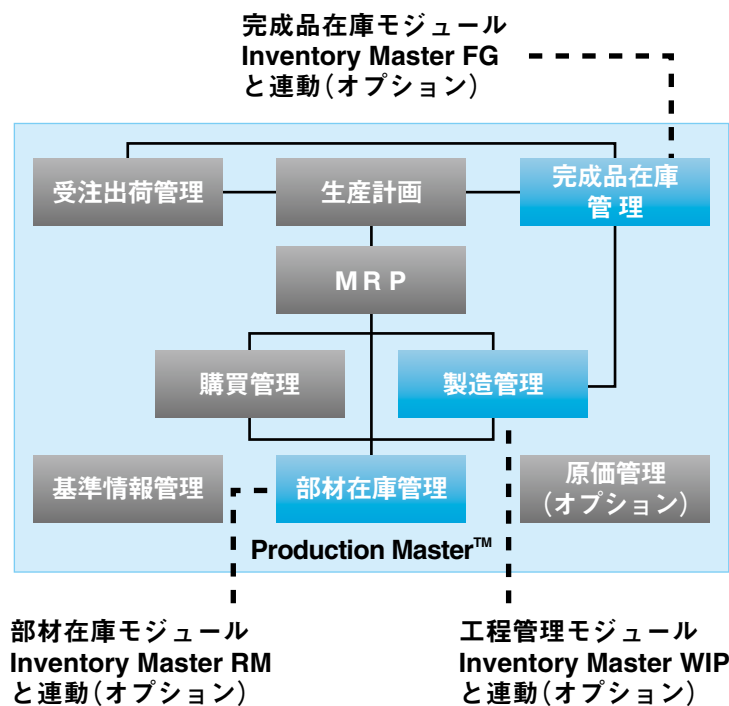 完成品在庫モジュール
Inventory Master FG
と連動(オプション)
受注出荷管理
生産計画
完成品在庫
管 理
M R P
購買管理
製造管理
基準情報管理
部材在庫管理
原価管理
(オプション)
Production Master™
部材在庫モジュール
Inventory Master RM
と連動(オプション)
工程管理モジュール
Inventory Master WIP
と連動(オプション)